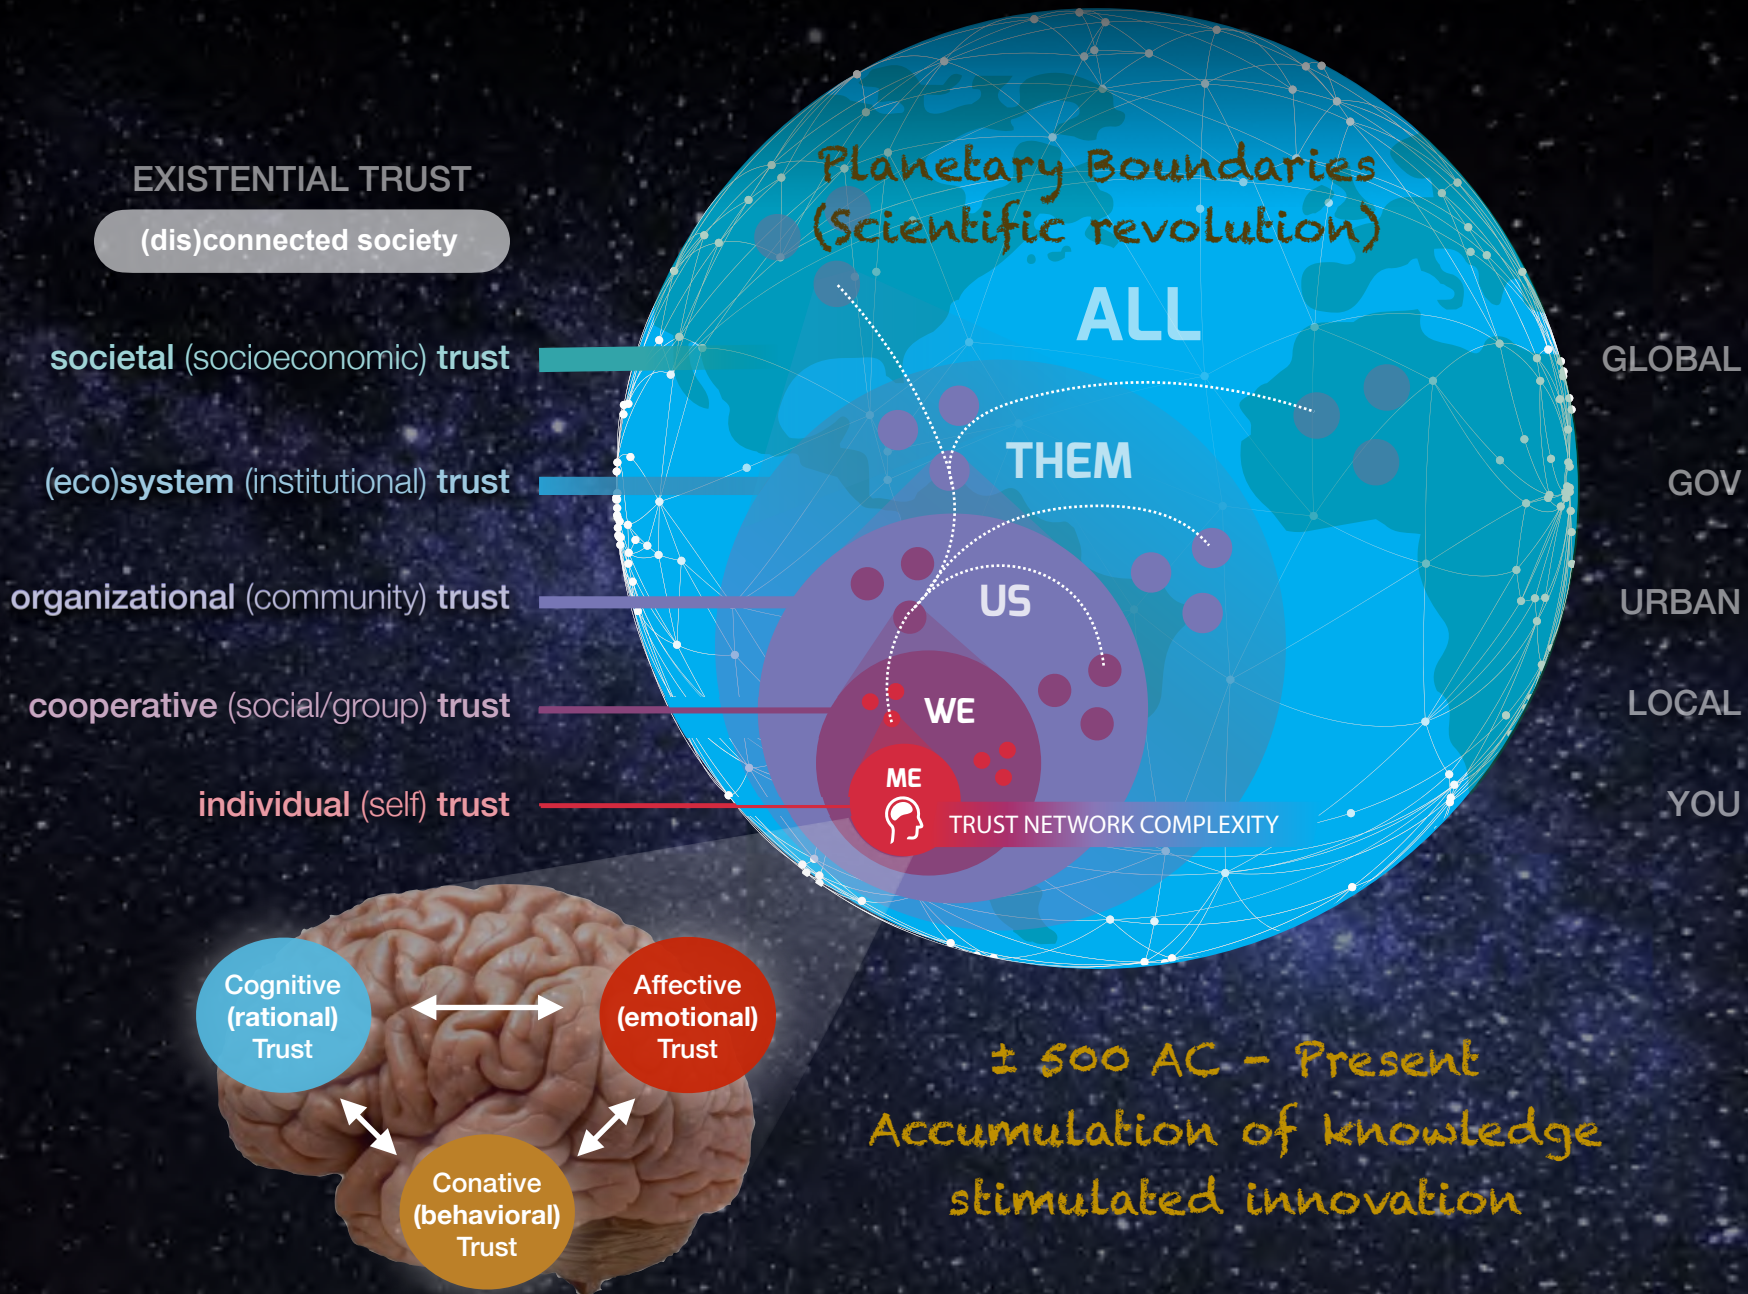 Planetary Boundaries
(Scientific revolution)
EXISTENTIAL TRUST
(dis)connected society
ALL
societal (socioeconomic) trust
GLOBAL
THEM
(eco)system (institutional) trust
GOV
US
organizational (community) trust
URBAN
WE
cooperative (social/group) trust
LOCAL
ME
individual (self) trust
YOU
TRUST NETWORK COMPLEXITY
Cognitive
(rational)
Trust
Affective
(emotional)
Trust
Conative
(behavioral)
Trust
± 500 AC - Present
Accumulation of knowledge
stimulated innovation